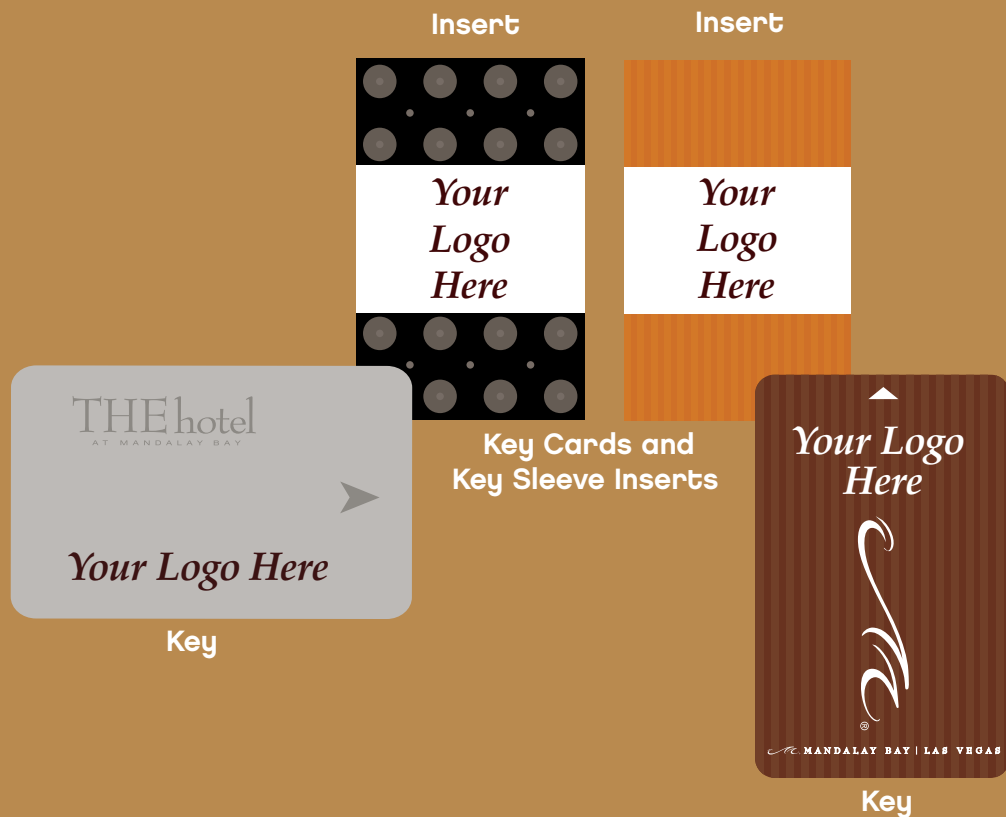 Insert
Insert
Your
Logo
Here
Your
Logo
Here
THE hotel
AT MANDALAY BAY
Your Logo Here
Key
Key Cards and
Key Sleeve Inserts
Your Logo
Here
®
MANDALAY BAY | LAS VEGAS
Key